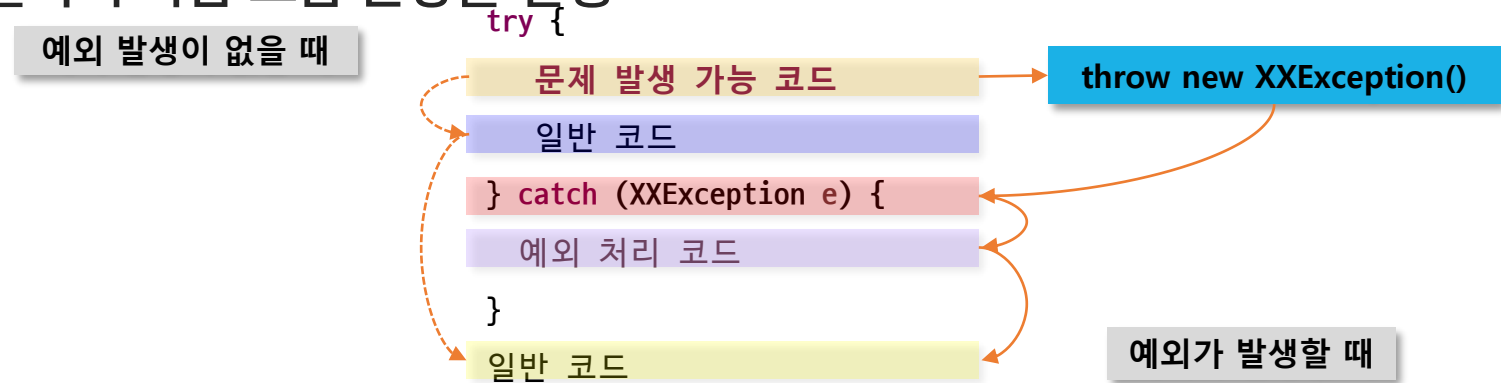 try {
예외 발생이 없을 때
문제 발생 가능 코드
throw new XXException()
일반 코드
} catch (XXException e) {
예외 처리 코드
}
예외가 발생할 때
일반 코드